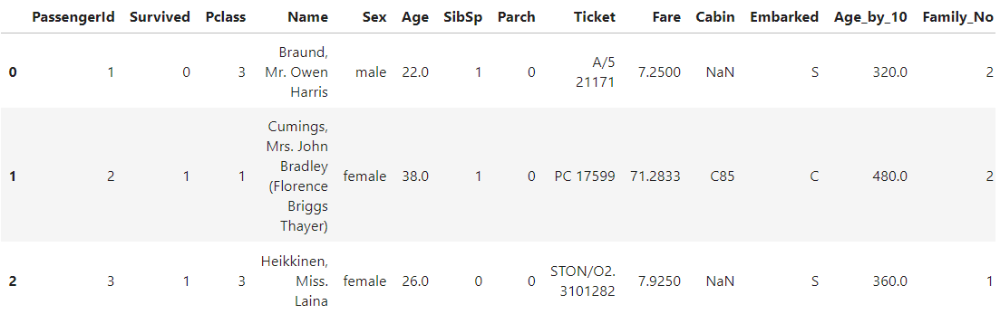 PassengerId Survived Pclass Name Sex Age SibSp Parch Ticket Fare Cabin Embarked Age_by_10 Family_No
Braund,
0 1 0 3 Mr. Owen male 22.0 1 0 A/5 21171 7.2500 NaN S 320.0 2
Harris
Cumings,
Mrs. John
Bradley
1 2 1 1 (Florence female 38.0 1 0 PC 17599 71.2833 C85 C 480.0 2
Briggs
Thayer)
Heikkinen,
2 3 1 3 Miss. female 26.0 0 0 STON/O2. 3101282 7.9250 NaN S 360.0 1
Laina